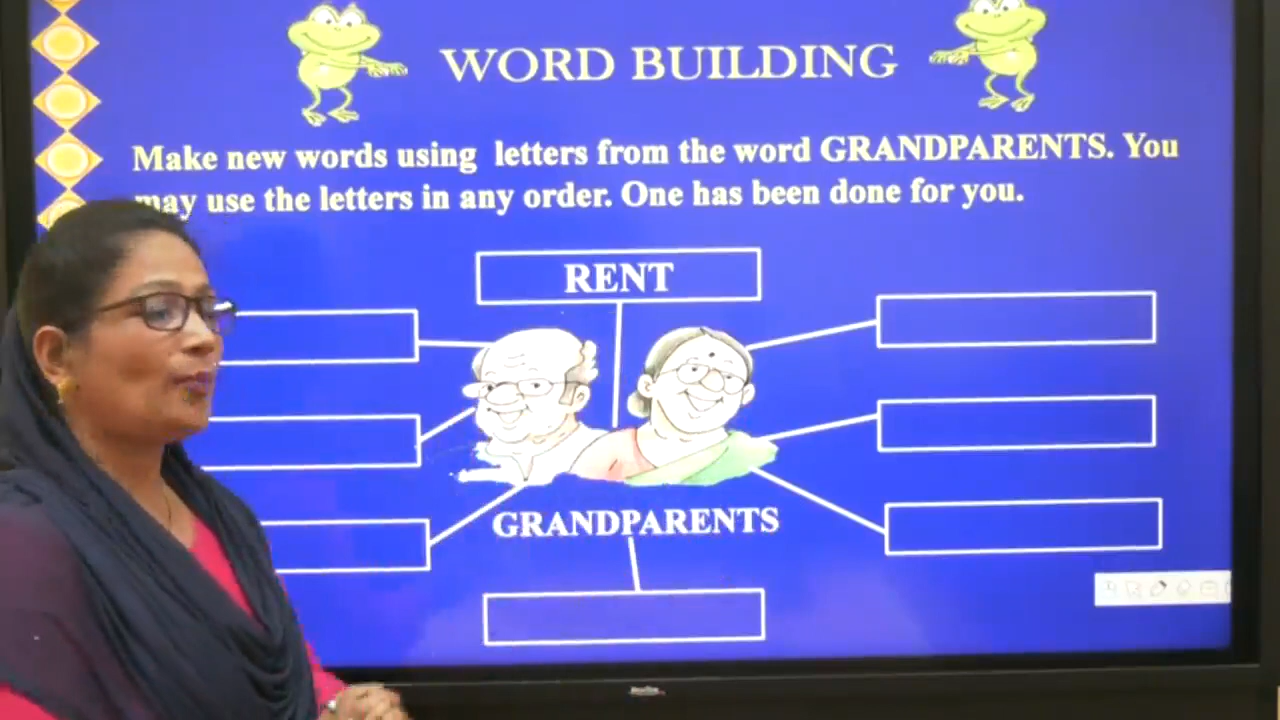 WORD BUILDING
Make new words using letters from the word GRANDPARENTS. You
may use the letters in any order. One has been done for you.
RENT
GRANDPARENTS